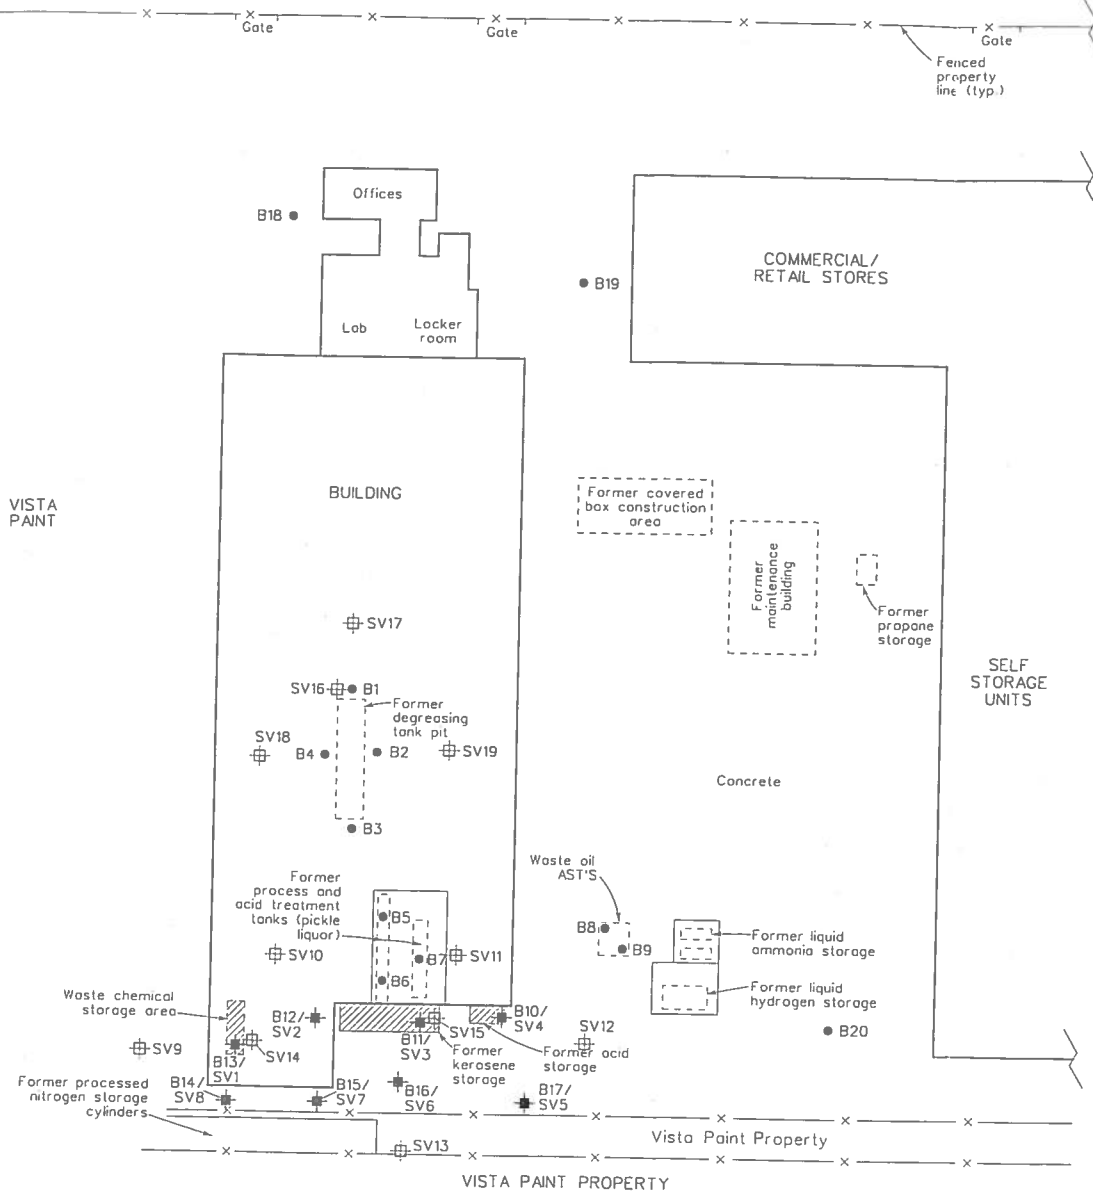 Gate
Gate
Gate
Fenced
property
line (typ.)
Offices
B18
COMMERCIAL/
RETAIL STORES
B19
Lab
Locker
room
VISTA
PAINT
BUILDING
Former covered
box construction
area
Former
maintenance
building
Former
propane
storage
SV17
SV16
B1
Former
degreasing
tank pit
SELF
STORAGE
UNITS
SV18
B4
B2
SV19
Concrete
B3
Waste oil
AST'S
Former
process and
acid treatment
tanks (pickle
liquor)
B5
B8
B9
Former liquid
ammonia storage
SV10
B7
SV11
B6
Former liquid
hydrogen storage
Waste chemical
storage area
B12/
SV2
B10/
SV4
SV15
SV12
B20
B11/
SV3
SV9
SV14
B13/
SV1
Former
kerosene
storage
Former acid
storage
Former processed
nitrogen storage
cylinders
B14/
SV8
B15/
SV7
B16/
SV6
B17/
SV5
Vista Paint Property
SV13
VISTA PAINT PROPERTY